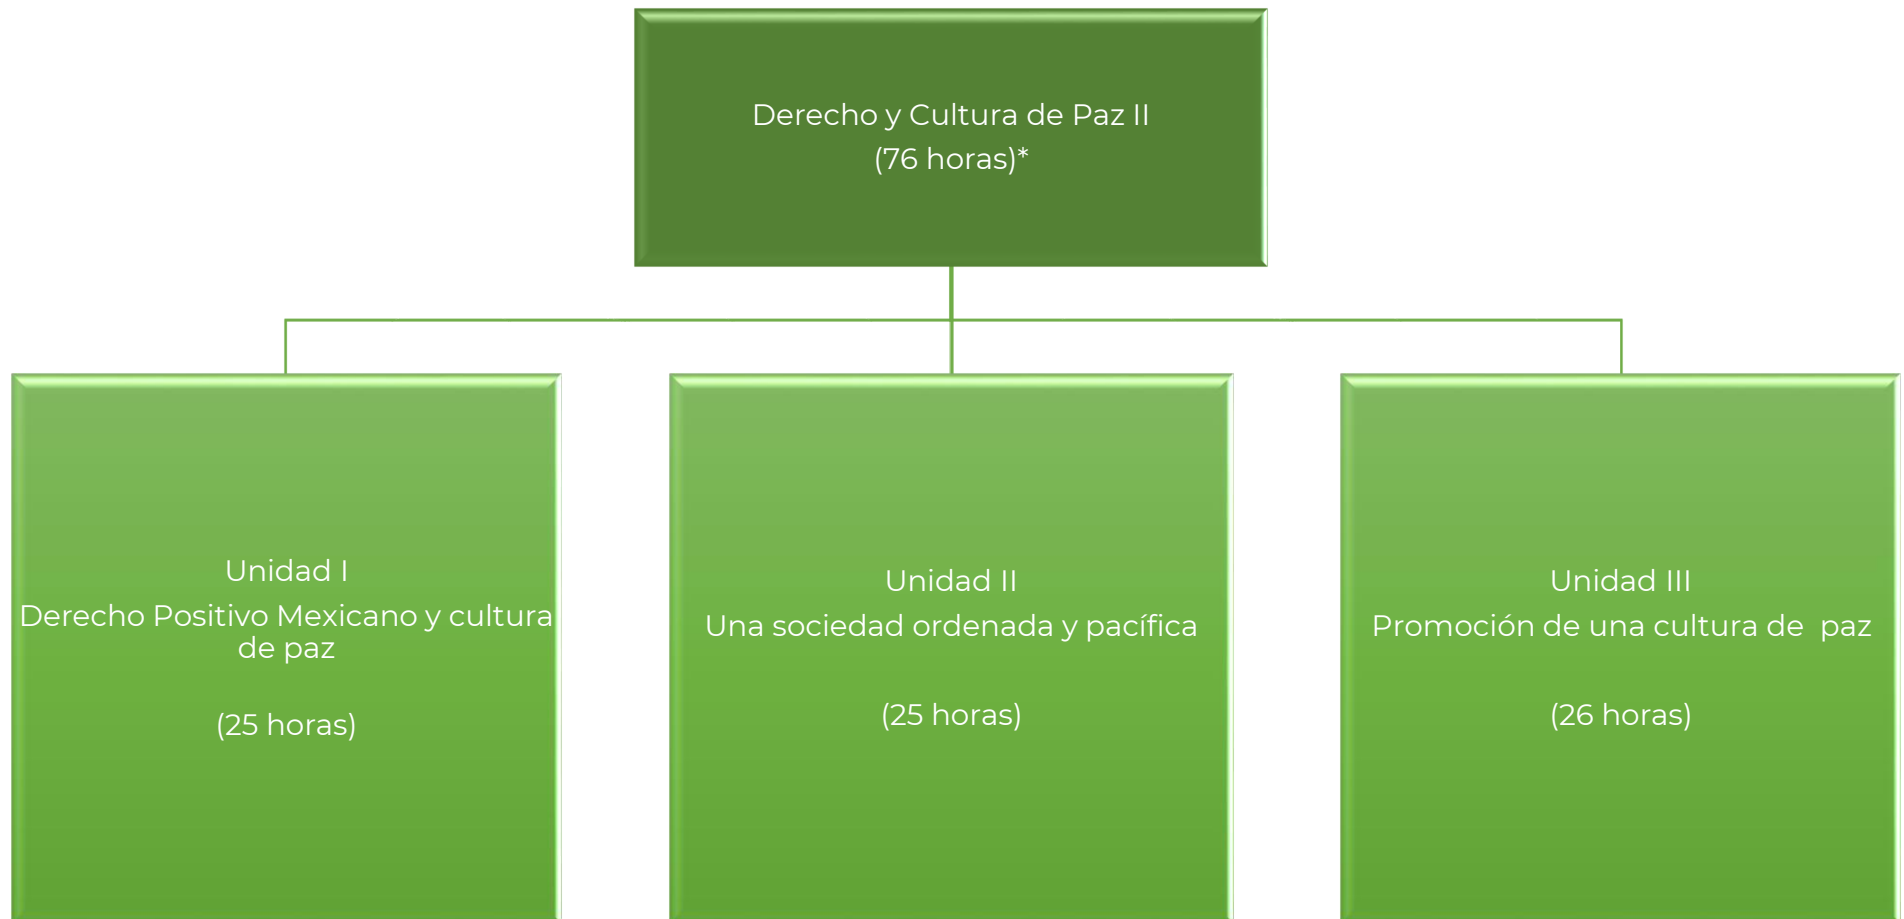 Derecho y Cultura de Paz II
(76 horas)*
Unidad I
Derecho Positivo Mexicano y cultura
de paz
(25 horas)
Unidad II
Una sociedad ordenada y pacífica
(25 horas)
Unidad III
Promoción de una cultura de  paz
(26 horas)